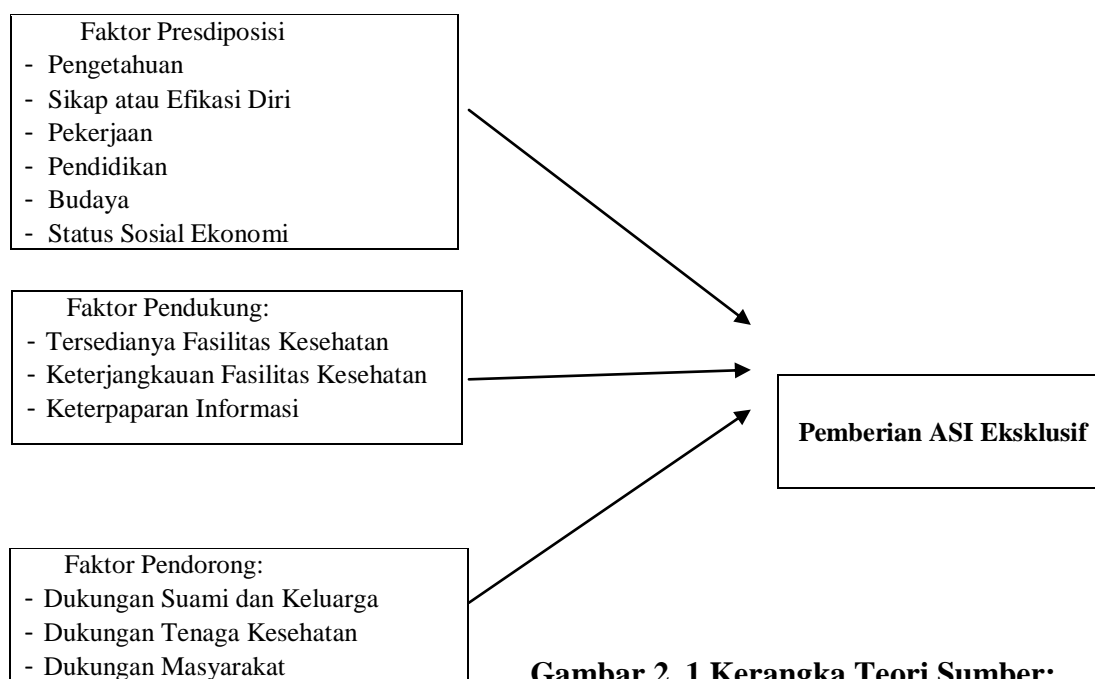 Faktor Presdiposisi
- Pengetahuan
- Sikap atau Efikasi Diri
- Pekerjaan
- Pendidikan
- Budaya
- Status Sosial Ekonomi
Faktor Pendukung:
- Tersedianya Fasilitas Kesehatan
- Keterjangkauan Fasilitas Kesehatan
- Keterpaparan Informasi
Pemberian ASI Eksklusif
Faktor Pendorong:
- Dukungan Suami dan Keluarga
- Dukungan Tenaga Kesehatan
- Dukungan Masyarakat
Gambar 2. 1 Kerangka Teori Sumber: